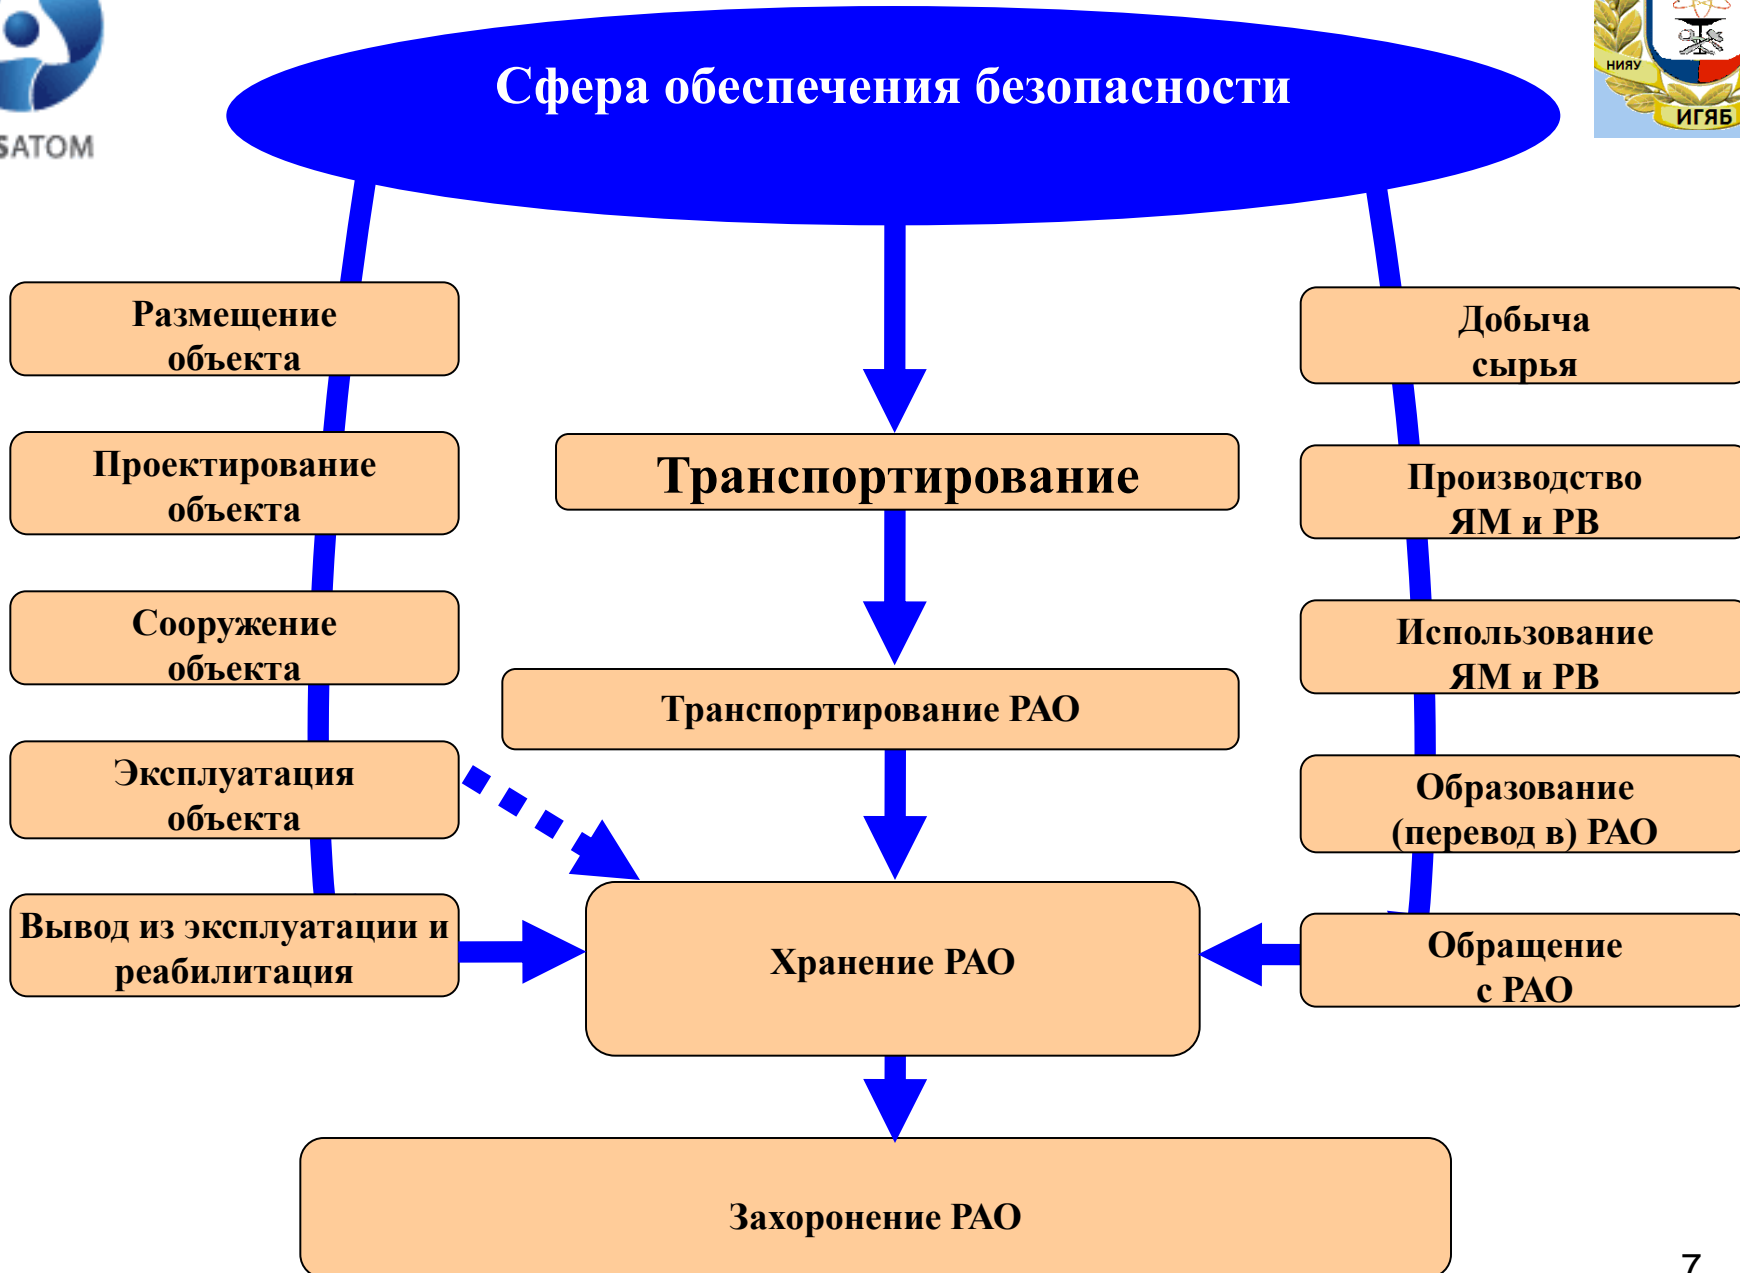 Сфера обеспечения безопасности
SATOM
НИЯУ
ИГЯБ
Размещение
объекта
Проектирование
объекта
Сооружение
объекта
Эксплуатация
объекта
Вывод из эксплуатации и
реабилитация
Транспортирование
Транспортирование РАО
Хранение РАО
Захоронение РАО
Добыча
сырья
Производство
ЯМ и РВ
Использование
ЯМ и РВ
Образование
(перевод в) РАО
Обращение
с РАО
7